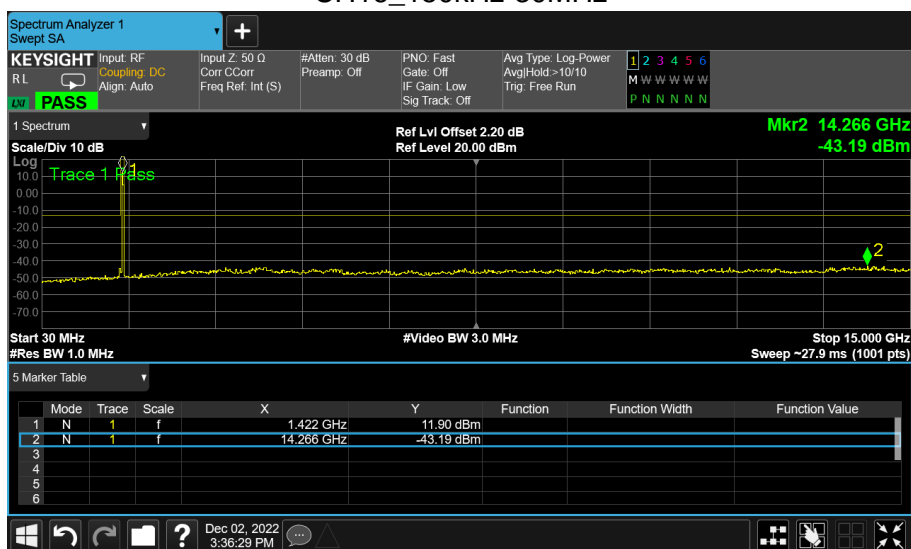 Spectrum Analyzer 1
Swept SA
+
KEYSIGHT Input: RF Input Z: 50 Ω #Atten: 30 dB PNO: Fast Avg Type: Log-Power 1 2 3 4 5 6
R L Coupling: DC Corr CCorr Preamp: Off Gate: Off Avg|Hold:>10/10 M W W W W W
Align: Auto Freq Ref: Int (S) IF Gain: Low Trig: Free Run
LXI PASS Sig Track: Off P N N N N N
1 Spectrum Ref Lvl Offset 2.20 dB Mkr2 14.266 GHz
Scale/Div 10 dB Ref Level 20.00 dBm -43.19 dBm
Log
Trace 1 Pass
1
10.0
0.00
-10.0
-20.0
-30.0
-40.0
2
-50.0
-60.0
-70.0
Start 30 MHz #Video BW 3.0 MHz Stop 15.000 GHz
#Res BW 1.0 MHz Sweep ~27.9 ms (1001 pts)
5 Marker Table
Mode Trace Scale X Y Function Function Width Function Value
1 N 1 f 1.422 GHz 11.90 dBm
2 N 1 f 14.266 GHz -43.19 dBm
3
4
5
6
? Dec 02, 2022
3:36:29 PM